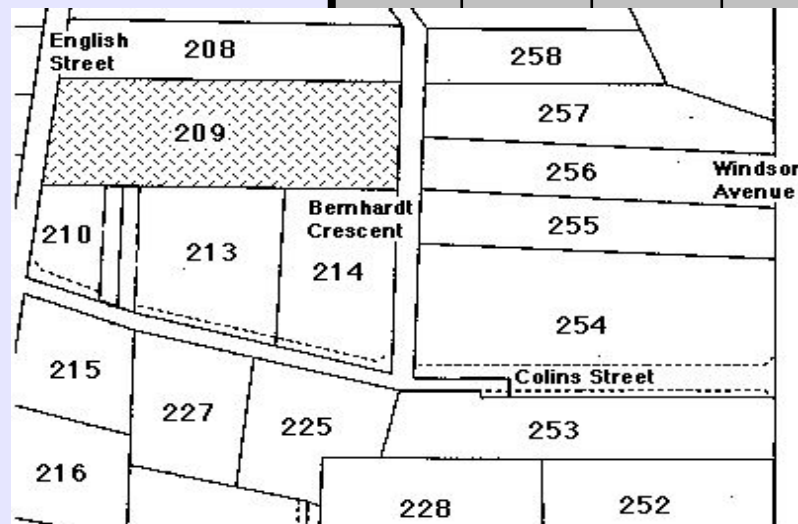 English
Street
208
258
209
257
256
Windsor
Avenue
210
213
Bernhardt
Crescent
214
255
254
215
227
225
Colins Street
253
216
228
252